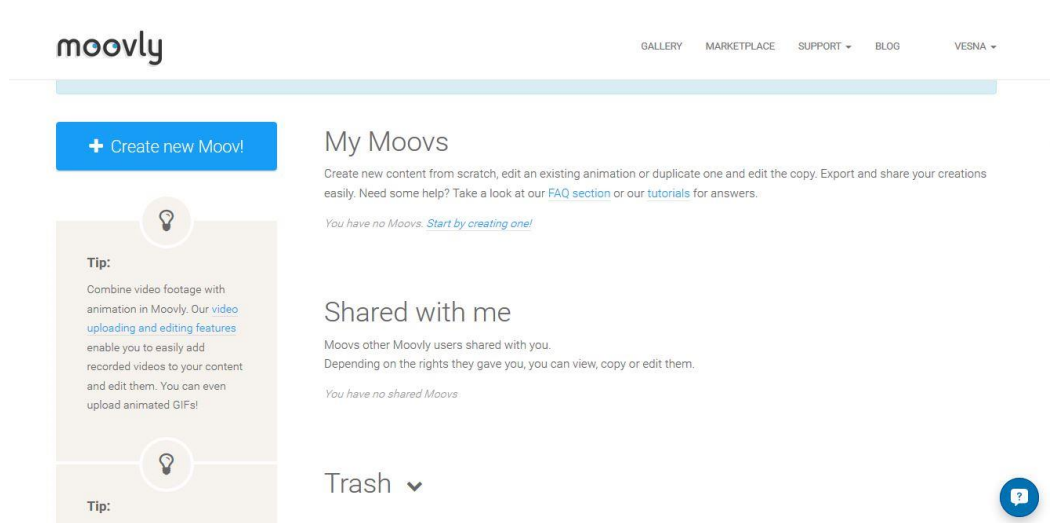 moovly
GALLERY MARKETPLACE SUPPORT BLOG VESNA
+ Create new Moov!
Tip:
Combine video footage with
animation in Moovly. Our video
uploading and editing features
enable you to easily add
recorded videos to your content
and edit them. You can even
upload animated GIFs!
Tip:
My Moovs
Create new content from scratch, edit an existing animation or duplicate one and edit the copy. Export and share your creations
easily. Need some help? Take a look at our FAQ section or our tutorials for answers.
You have no Moovs. Start by creating one!
Shared with me
Moovs other Moovly users shared with you.
Depending on the rights they gave you, you can view, copy or edit them.
You have no shared Moovs
Trash
?